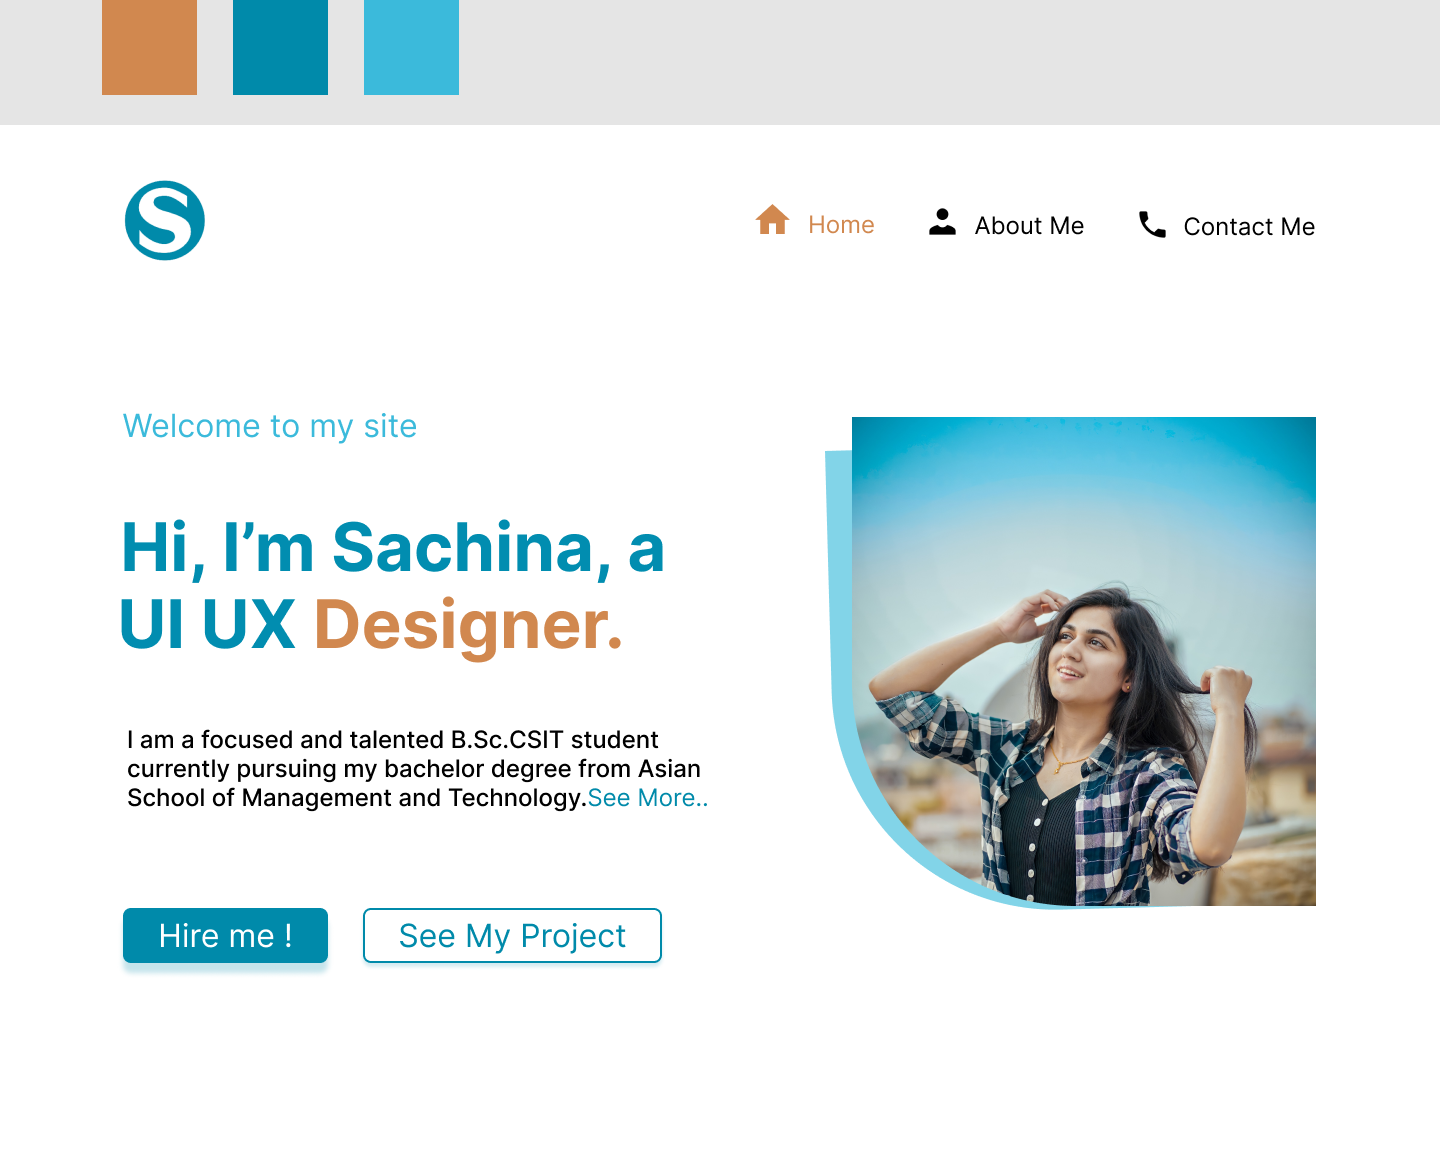 S
Home
About Me
Contact Me
Welcome to my site
Hi, I’m Sachina, a
UI UX Designer.
I am a focused and talented B.Sc.CSIT student
currently pursuing my bachelor degree from Asian
School of Management and Technology.See More..
Hire me !
See My Project